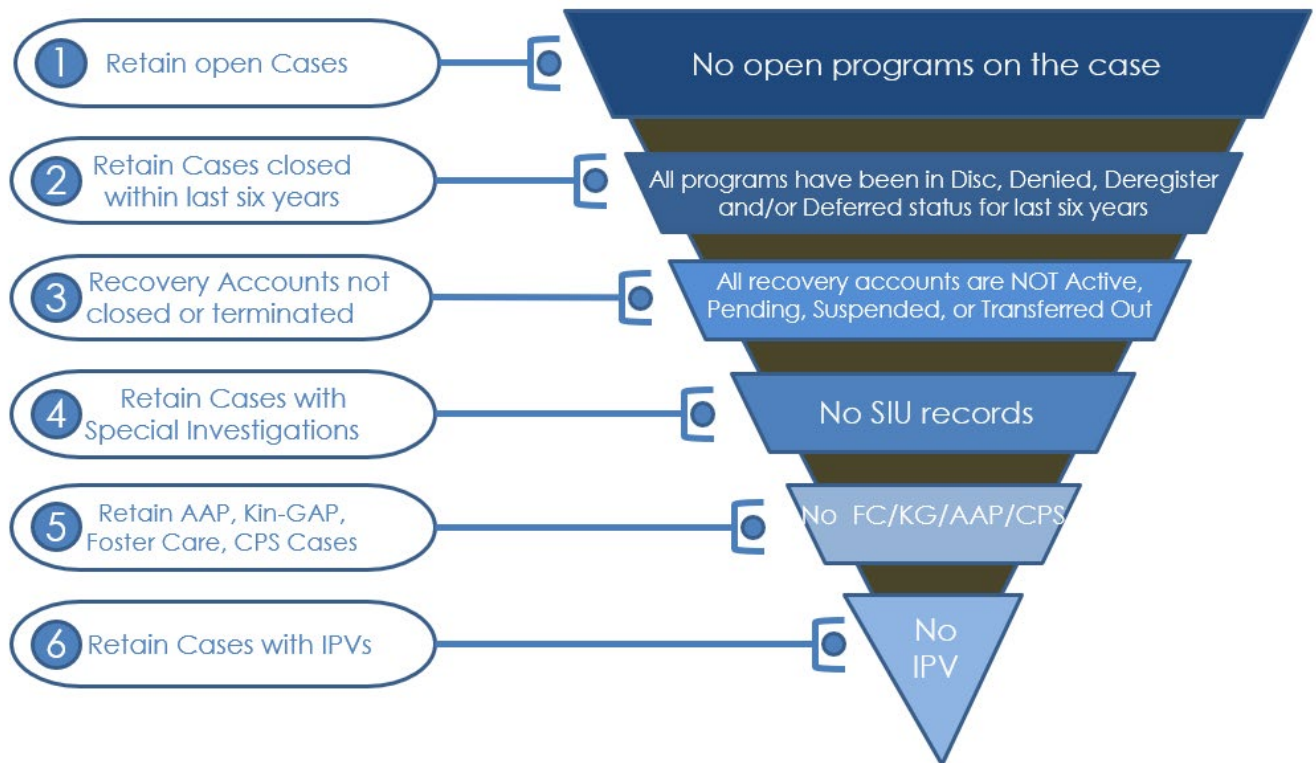 1
Retain open Cases
No open programs on the case
2
Retain Cases closed
within last six years
All programs have been in Disc, Denied, Deregister
and/or Deferred status for last six years
3
Recovery Accounts not
closed or terminated
All recovery accounts are NOT Active,
Pending, Suspended, or Transferred Out
4
Retain Cases with
Special Investigations
No SIU records
5
Retain AAP, Kin-GAP,
Foster Care, CPS Cases
No FC/KG/AAP/CPS
6
Retain Cases with IPVs
No
IPV